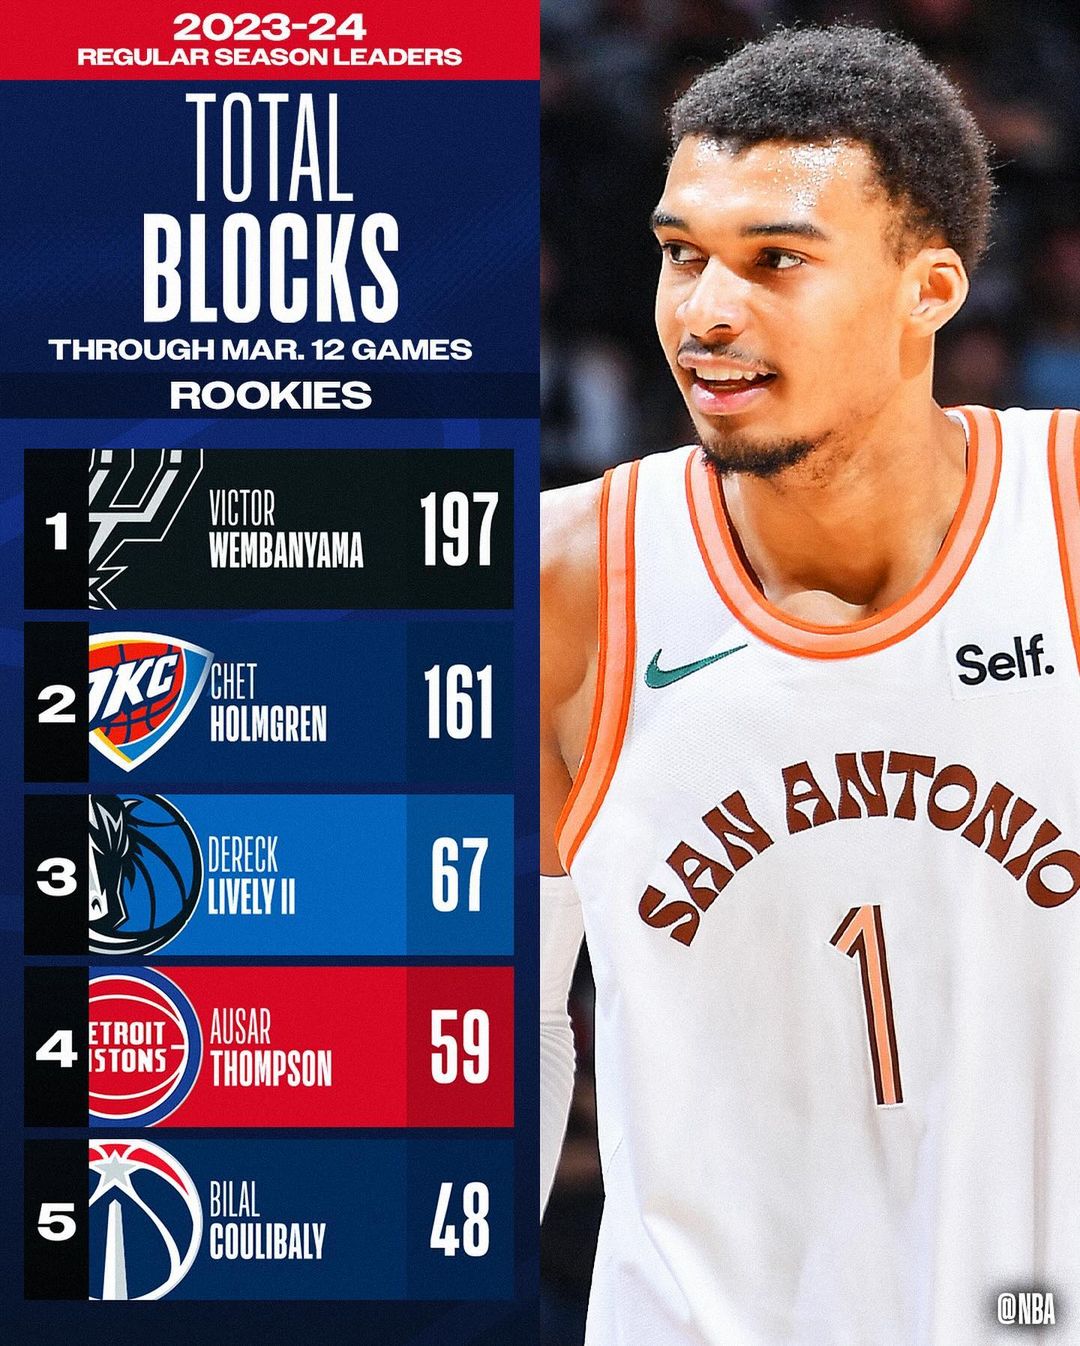 2023-24
REGULAR SEASON LEADERS
TOTAL
BLOCKS
THROUGH MAR. 12 GAMES
ROOKIES
1
VICTOR
WEMBANYAMA
197
2
OKC
CHET
HOLMGREN
161
3
DERECK
LIVELY II
67
4
ETROIT
ISTONS
AUSAR
THOMPSON
59
5
BILAL
COULIBALY
48
Self.
SAN ANTONIO
1
@NBA